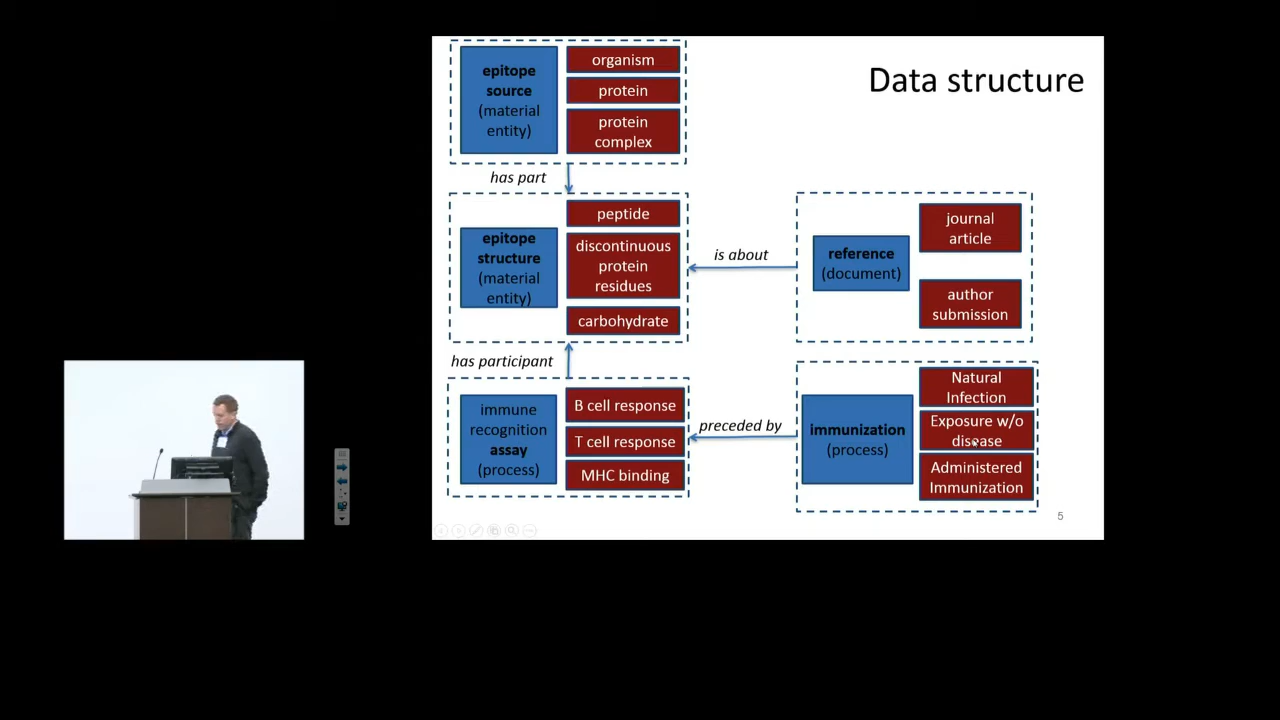 Data structure
epitope
source
(material
entity)
organism
protein
protein
complex
has part
epitope
structure
(material
entity)
peptide
discontinuous
protein
residues
carbohydrate
is about
reference
(document)
journal
article
author
submission
has participant
immune
recognition
assay
(process)
B cell response
T cell response
MHC binding
preceded by
immunization
(process)
Natural
Infection
Exposure w/o
disease
Administered
Immunization
5